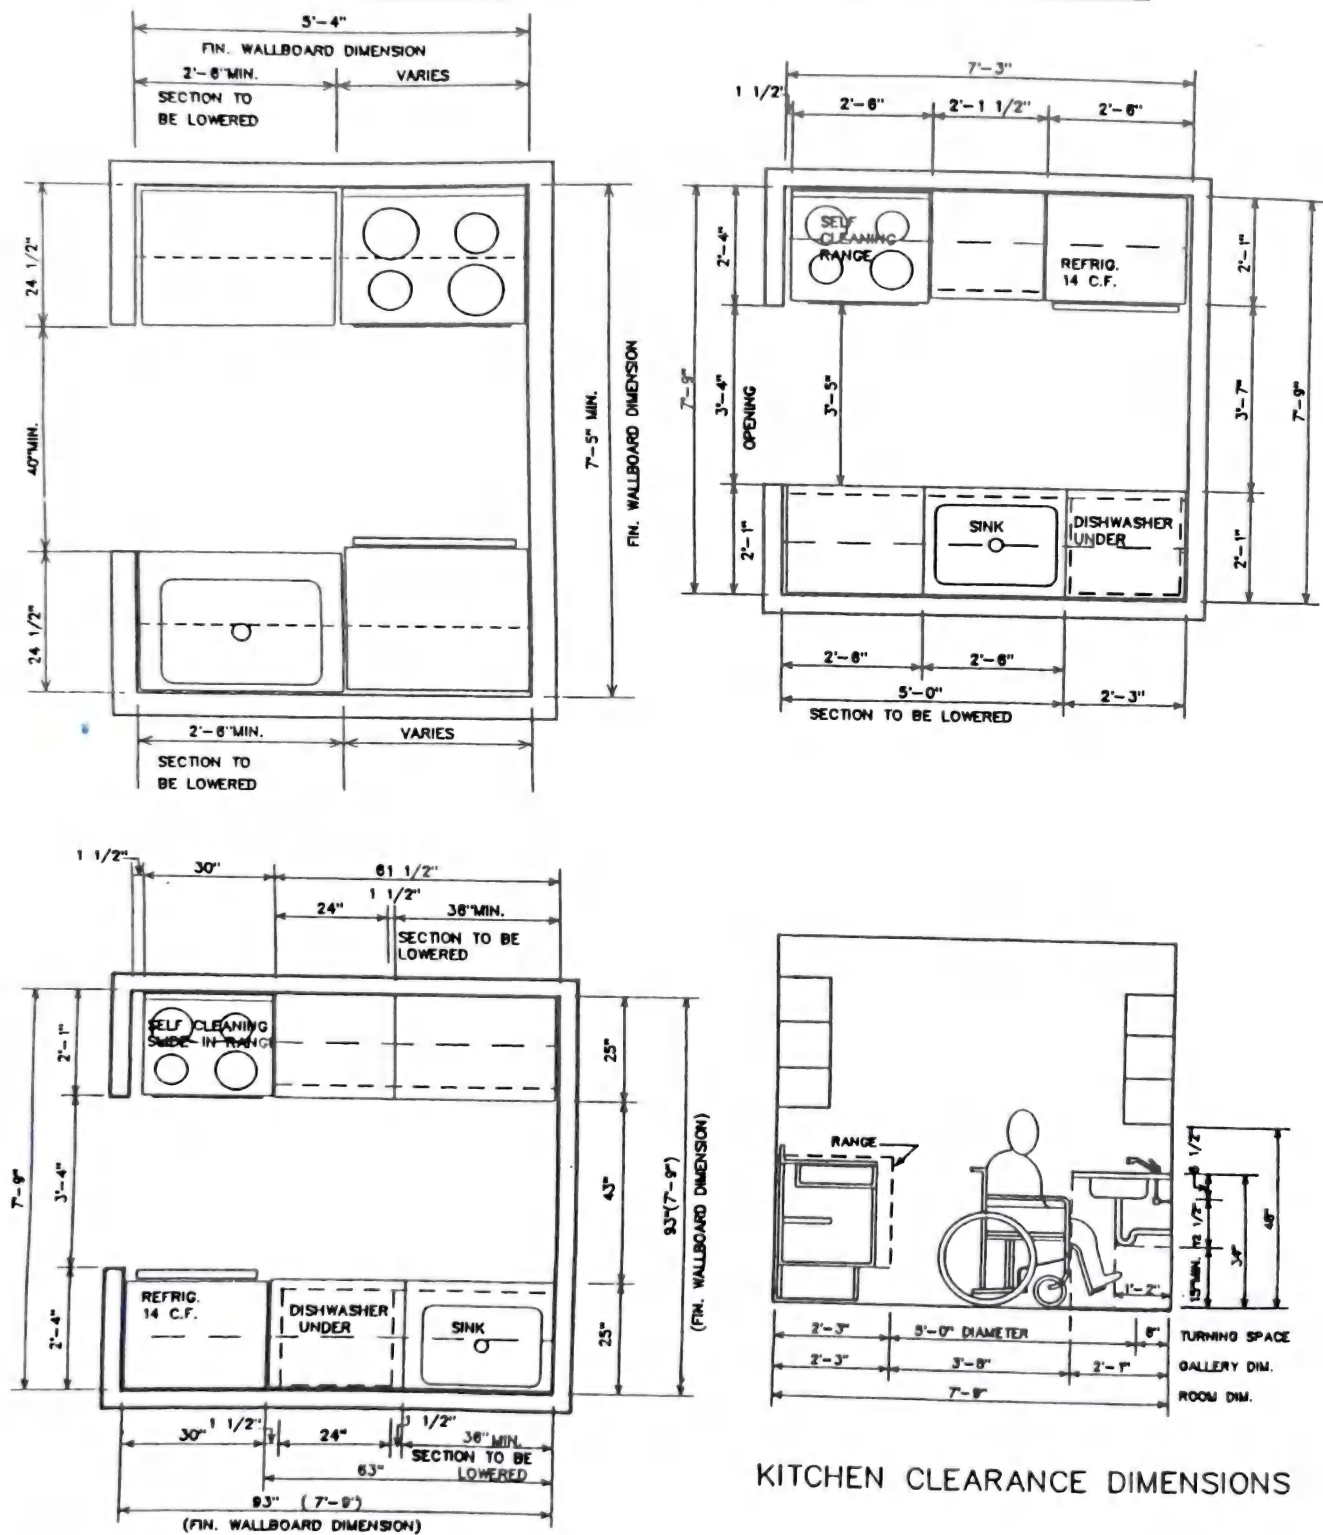 5'-4"
FIN. WALLBOARD DIMENSION
2'-6"MIN.
VARIES
SECTION TO
BE LOWERED
24 1/2"
40"MIN.
24 1/2"
7'-5" MIN.
FIN. WALLBOARD DIMENSION
2'-6"MIN.
VARIES
SECTION TO
BE LOWERED
7'-3"
1 1/2"
2'-6"
2'-1 1/2"
2'-6"
SELF
CLEANING
RANGE
REFRIG.
14 C.F.
2'-4"
7'-9"
3'-4"
OPENING
3'-5"
2'-1"
2'-1"
3'-7"
7'-9"
2'-1"
SINK
DISHWASHER
UNDER
2'-6"
2'-6"
5'-0"
2'-3"
SECTION TO BE LOWERED
1 1/2"
30"
61 1/2"
1 1/2"
24"
36"MIN.
SECTION TO BE
LOWERED
SELF CLEANING
SLIDE-IN RANGE
2'-1"
7'-9"
3'-4"
2'-4"
25"
43"
25"
93"(7'-9")
(FIN. WALLBOARD DIMENSION)
REFRIG.
14 C.F.
DISHWASHER
UNDER
SINK
1 1/2"
1 1/2"
30"
24"
36"MIN.
SECTION TO BE
LOWERED
63"
93" (7'-9")
(FIN. WALLBOARD DIMENSION)
RANGE
12 1/2"
15"MIN.
34"
48"
1'-2"
2'-3"
5'-0" DIAMETER
6"
TURNING SPACE
2'-3"
3'-6"
2'-1"
GALLERY DIM.
7'-9"
ROOM DIM.
KITCHEN CLEARANCE DIMENSIONS